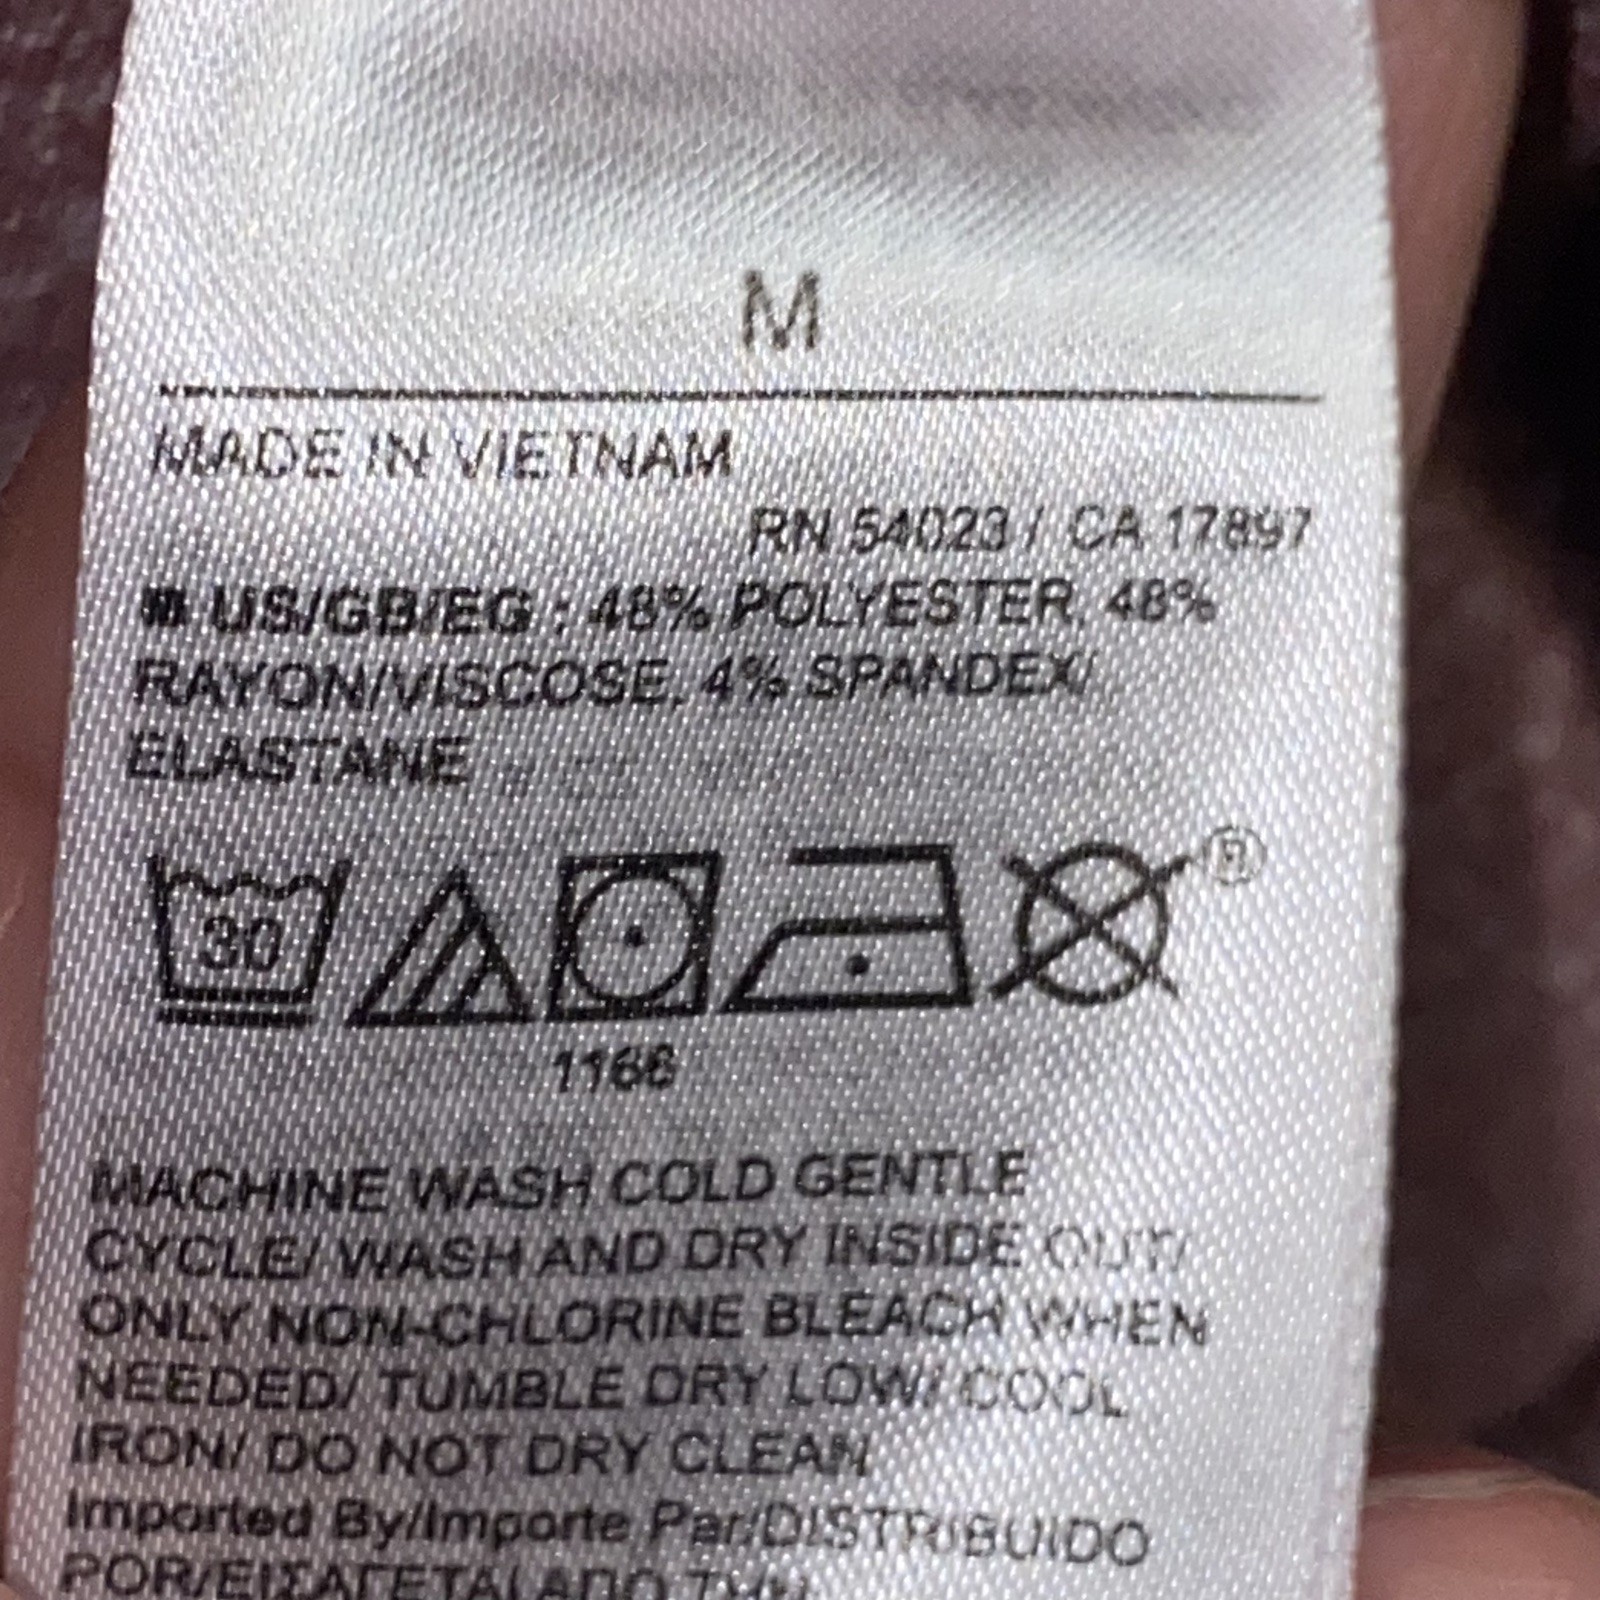 M
MADE IN VIETNAM
RN 54023 / CA 17897
US/GB/EG : 48% POLYESTER, 48%
RAYON/VISCOSE, 4% SPANDEX/
ELASTANE
30
®
1166
MACHINE WASH COLD GENTLE
CYCLE/ WASH AND DRY INSIDE OUT/
ONLY NON-CHLORINE BLEACH WHEN
NEEDED/ TUMBLE DRY LOW/ COOL
IRON/ DO NOT DRY CLEAN
Imported By/Importe Par/DISTRIBUIDO
POR/